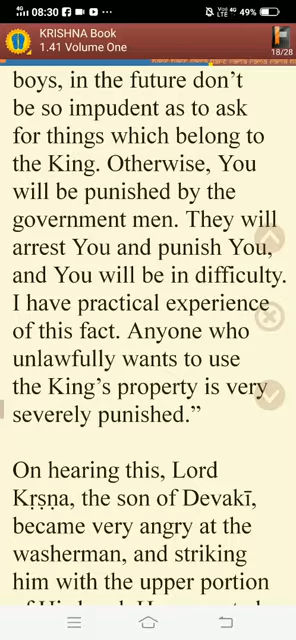 4G 08:30
Vo) 4G LTE 49%
KRISHNA Book
1.41 Volume One
18/28
boys, in the future don't
be so impudent as to ask
for things which belong to
the King. Otherwise, You
will be punished by the
government men. They will
arrest You and punish You,
and You will be in difficulty.
I have practical experience
of this fact. Anyone who
unlawfully wants to use
the King's property is very
severely punished.”
On hearing this, Lord
Kṛṣṇa, the son of Devakī,
became very angry at the
washerman, and striking
him with the upper portion